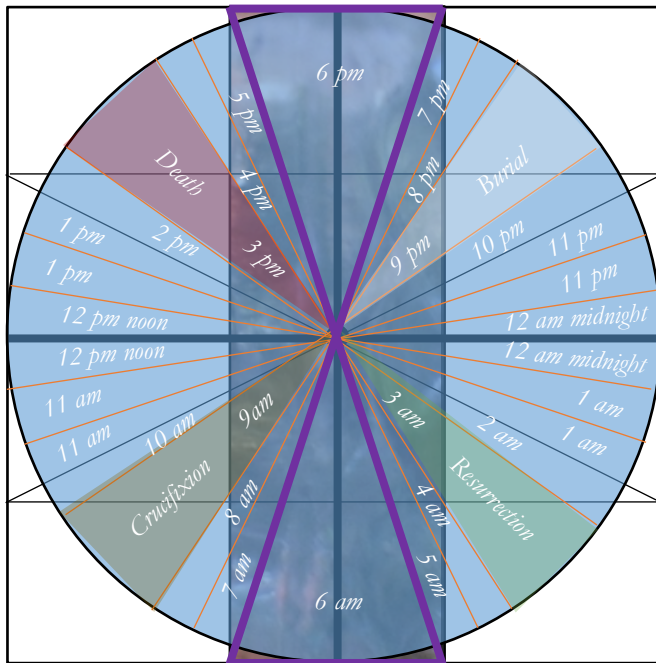 6 pm
5 pm
7 pm
Death
4 pm
8 pm
Burial
3 pm
9 pm
1 pm
2 pm
10 pm
11 pm
1 pm
11 pm
12 pm noon
12 am midnight
12 pm noon
12 am midnight
11 am
1 am
11 am
10 am
9am
3 am
2 am
1 am
Crucifixion
8 am
4 am
Resurrection
7 am
5 am
6 am